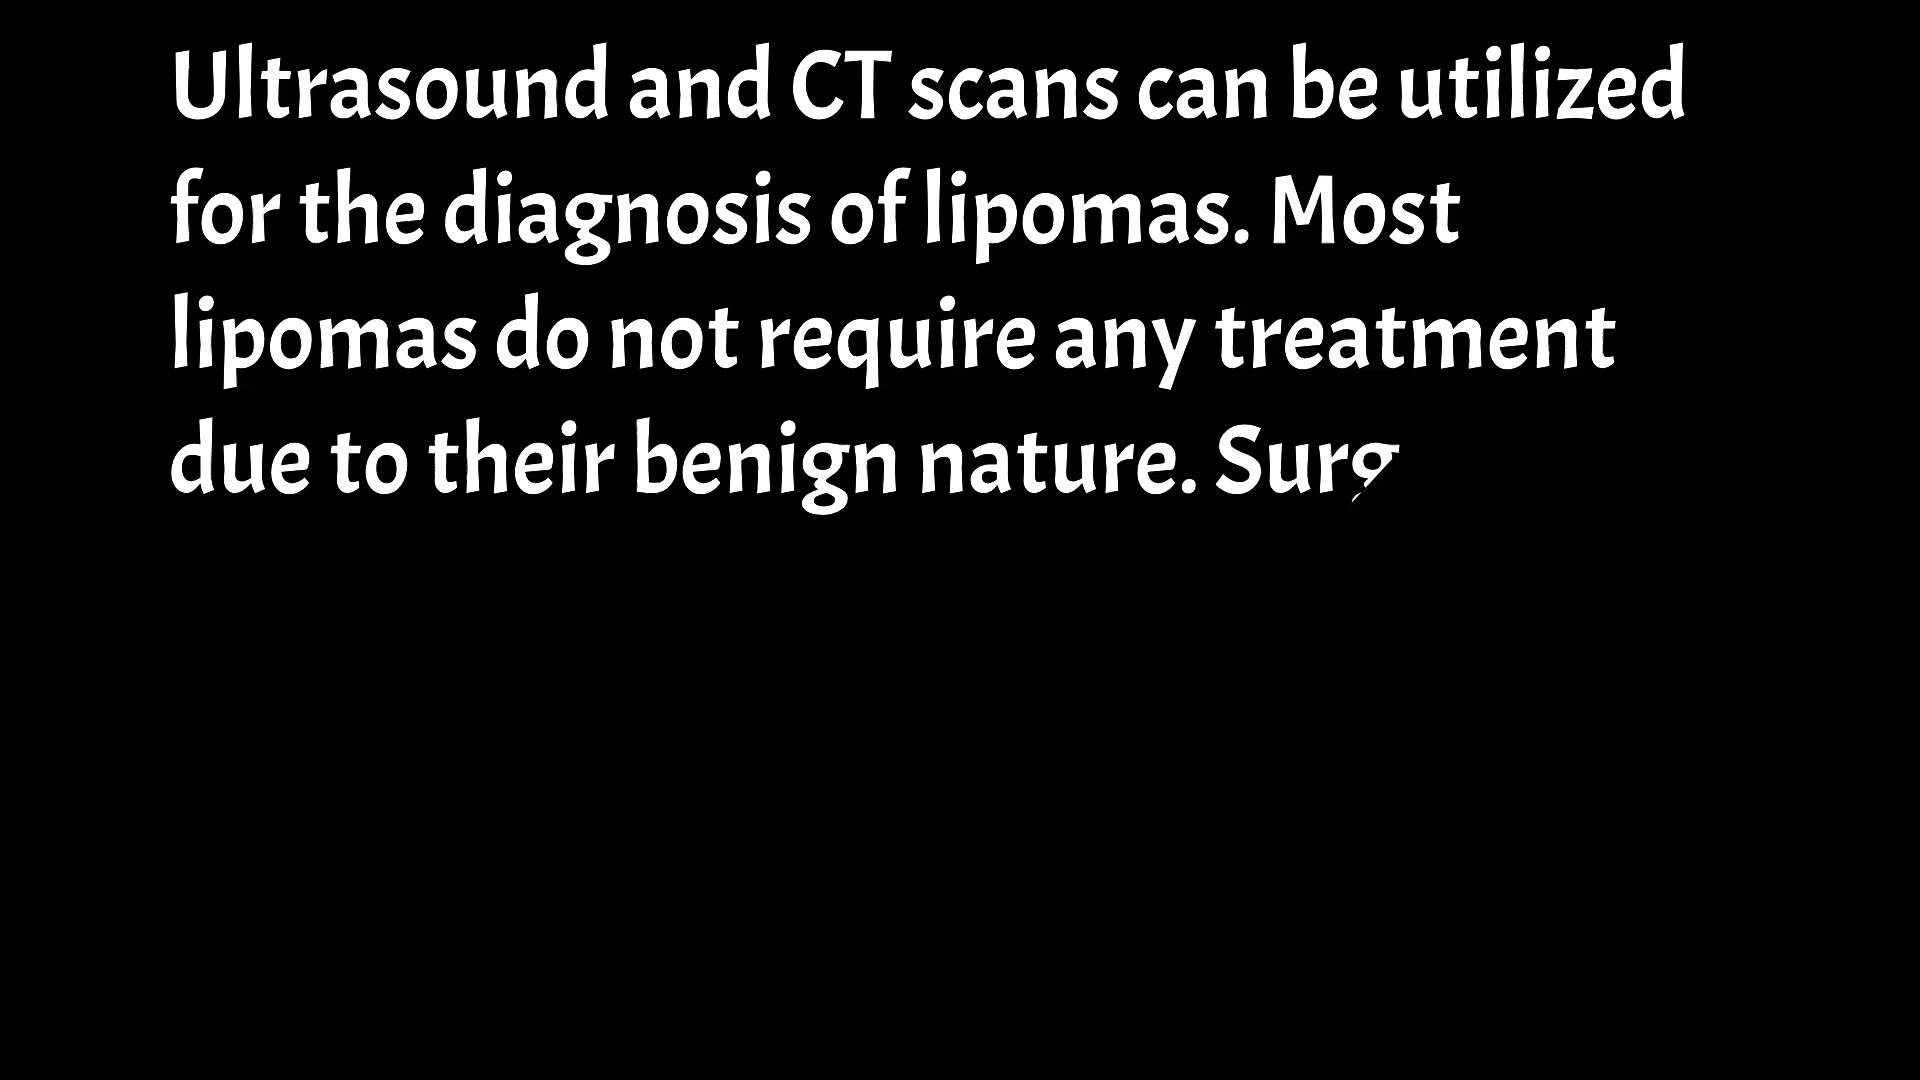 Ultrasound and CT scans can be utilized
for the diagnosis of lipomas. Most
lipomas do not require any treatment
due to their benign nature. Surg